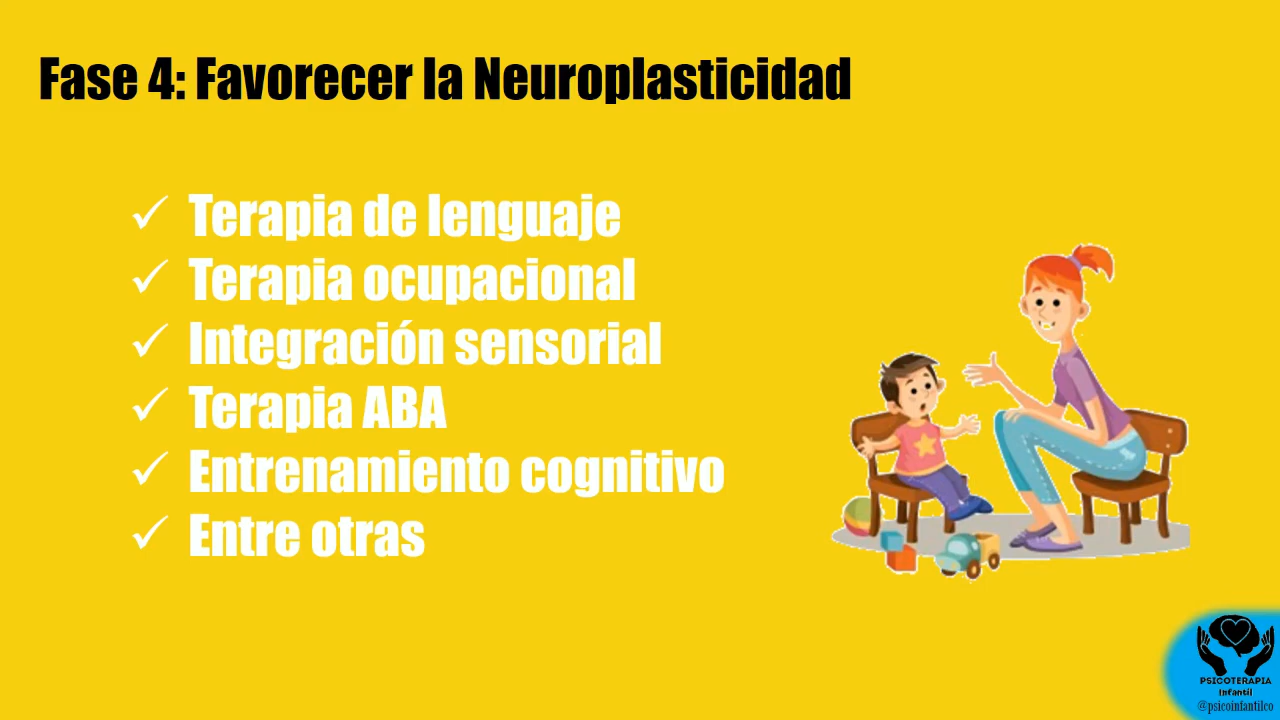 Fase 4: Favorecer la Neuroplasticidad
✓ Terapia de lenguaje
✓ Terapia ocupacional
✓ Integración sensorial
✓ Terapia ABA
✓ Entrenamiento cognitivo
✓ Entre otras
PSICOTERAPIA
Infantil
@psicoinfantilco